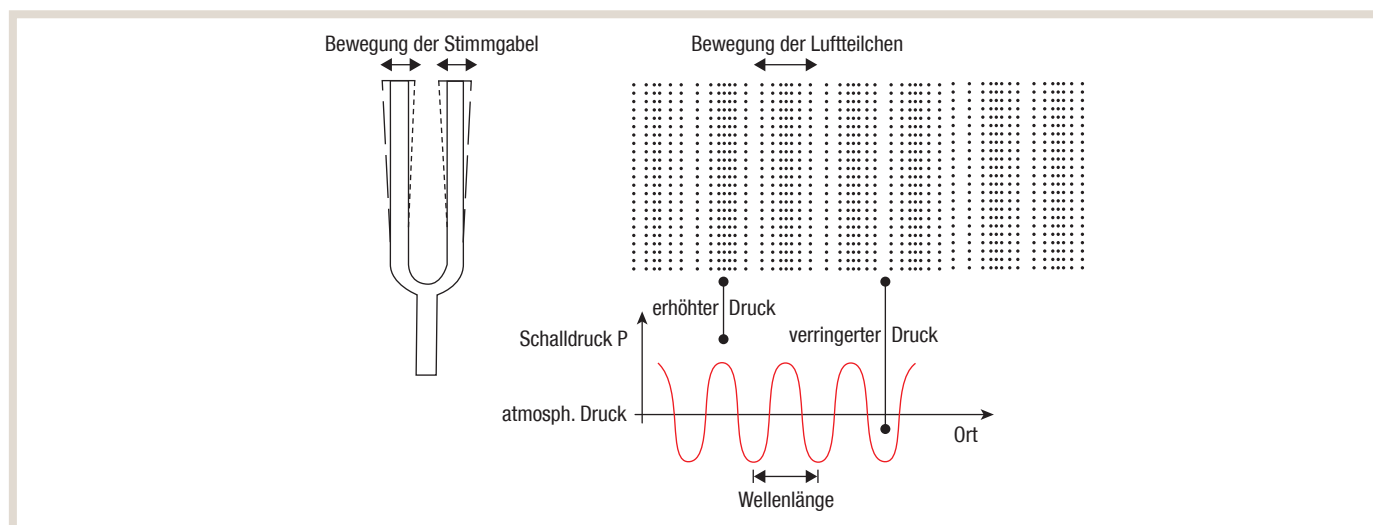 Bewegung der Stimmgabel
Bewegung der Luftteilchen
erhöhter Druck
Schalldruck P
verringerter Druck
atmosph. Druck
Ort
Wellenlänge